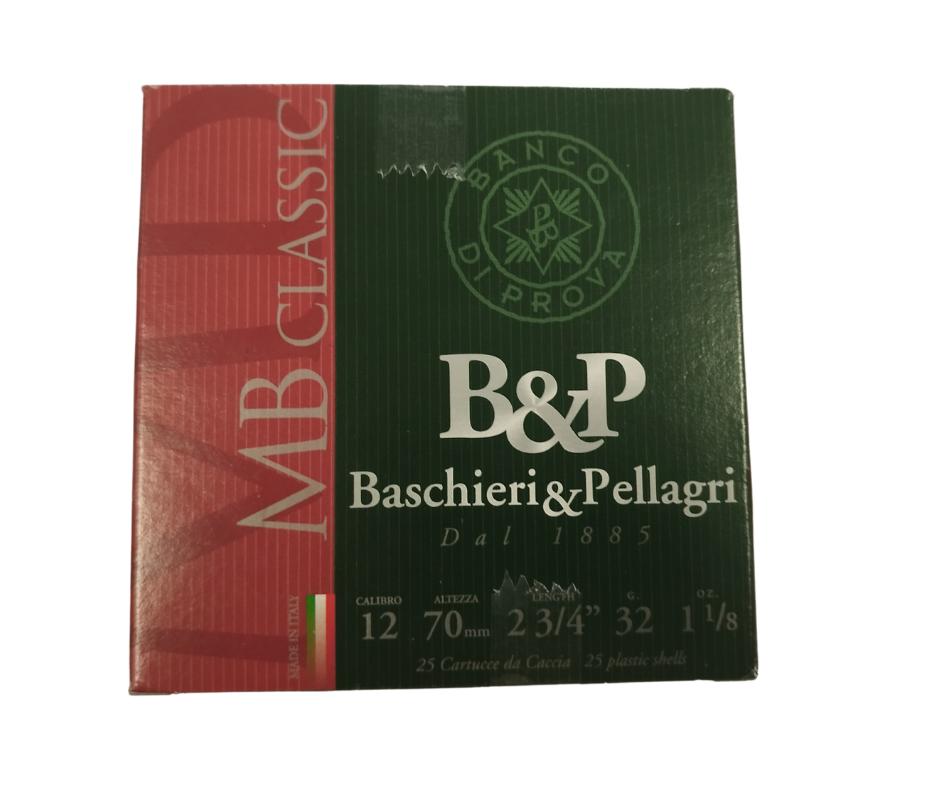 MB CLASSIC
BANCO
DI PROVA
PB
B&P
Baschieri&Pellagri
Dal 1885
MADE IN ITALY
CALIBRO ALTEZZA LENGTH G. OZ.
12 70mm 2 3/4” 32 1 1/8
25 Cartucce da Caccia 25 plastic shells